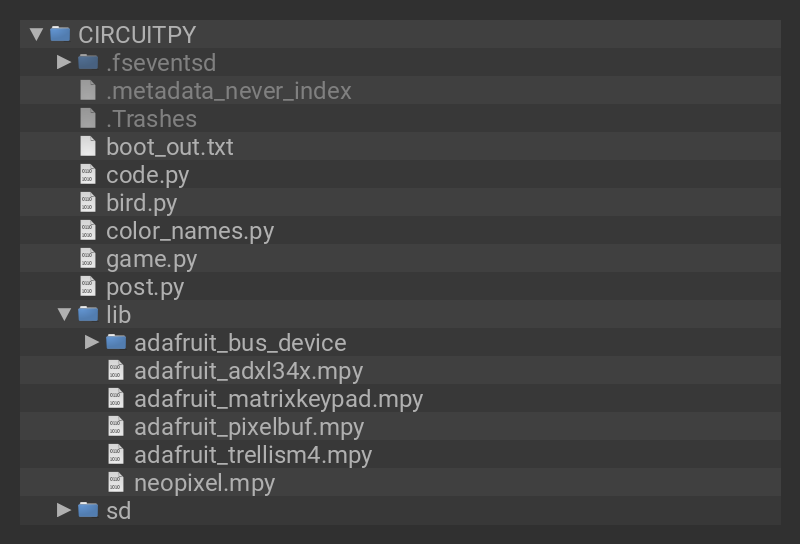 CIRCUITPY
.fseventsd
.metadata_never_index
.Trashes
boot_out.txt
code.py
bird.py
color_names.py
game.py
post.py
lib
adafruit_bus_device
adafruit_adxl34x.mpy
adafruit_matrixkeypad.mpy
adafruit_pixelbuf.mpy
adafruit_trellism4.mpy
neopixel.mpy
sd